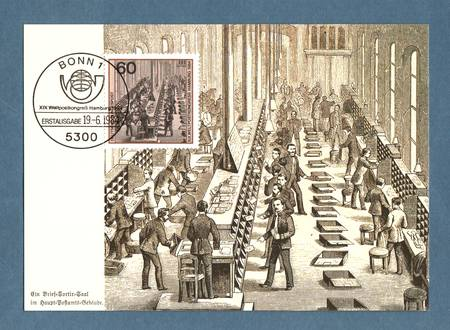 BONN 1
60
XIX Weltpostkongreß Hamburg 1984
ERSTAUSGABE 19.-6.1984
5300
Ein Brief-Sortir-Saal
im Haupt-Postamts-Gebäude.